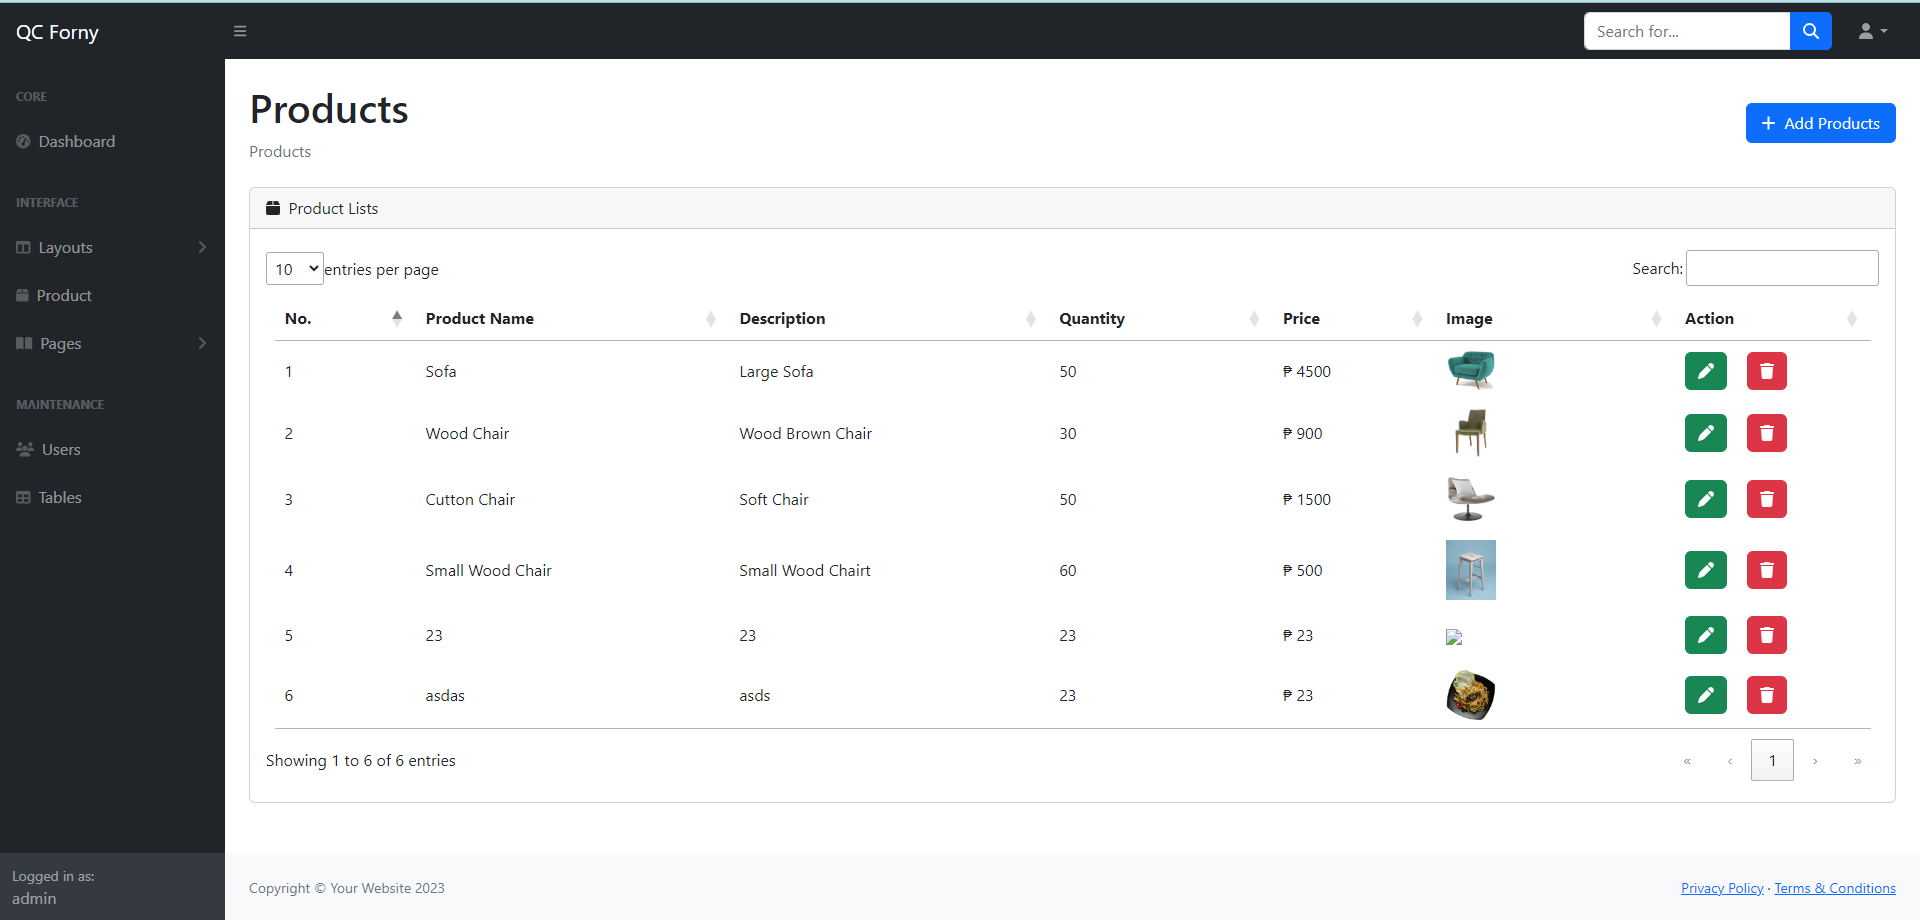 QC Forny
Search for...
CORE
Dashboard
INTERFACE
Layouts
Product
Pages
MAINTENANCE
Users
Tables
Logged in as:
admin
Products
Products
Add Products
Product Lists
10 entries per page
Search:
No. Product Name Description Quantity Price Image Action
1 Sofa Large Sofa 50 ₱ 4500
2 Wood Chair Wood Brown Chair 30 ₱ 900
3 Cutton Chair Soft Chair 50 ₱ 1500
4 Small Wood Chair Small Wood Chairt 60 ₱ 500
5 23 23 23 ₱ 23
6 asdas asds 23 ₱ 23
Showing 1 to 6 of 6 entries
« ‹ 1 › »
Copyright © Your Website 2023
Privacy Policy · Terms & Conditions